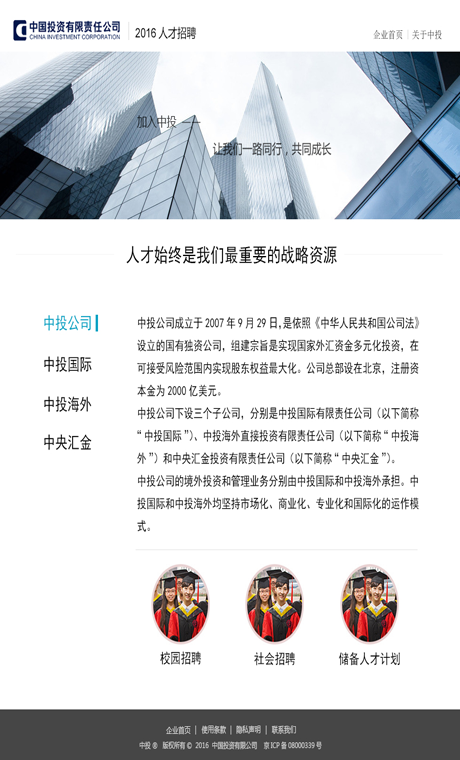 中国投资有限责任公司
CHINA INVESTMENT CORPORATION
2016 人才招聘
企业首页 | 关于中投
加入中投 ——
让我们一路同行，共同成长
人才始终是我们最重要的战略资源
中投公司
中投国际
中投海外
中央汇金
中投公司成立于 2007 年 9 月 29 日,是依照《中华人民共和国公司法》
设立的国有独资公司，组建宗旨是实现国家外汇资金多元化投资，在
可接受风险范围内实现股东权益最大化。公司总部设在北京，注册资
本金为 2000 亿美元。
中投公司下设三个子公司，分别是中投国际有限责任公司（以下简称
“中投国际”）、中投海外直接投资有限责任公司（以下简称“中投海
外”）和中央汇金投资有限责任公司（以下简称“中央汇金”）。
中投公司的境外投资和管理业务分别由中投国际和中投海外承担。中
投国际和中投海外均坚持市场化、商业化、专业化和国际化的运作模
式。
校园招聘
社会招聘
储备人才计划
企业首页 | 使用条款 | 隐私声明 | 联系我们
中投 ® 版权所有 © 2016 中国投资有限公司 京 ICP 备 08000339 号